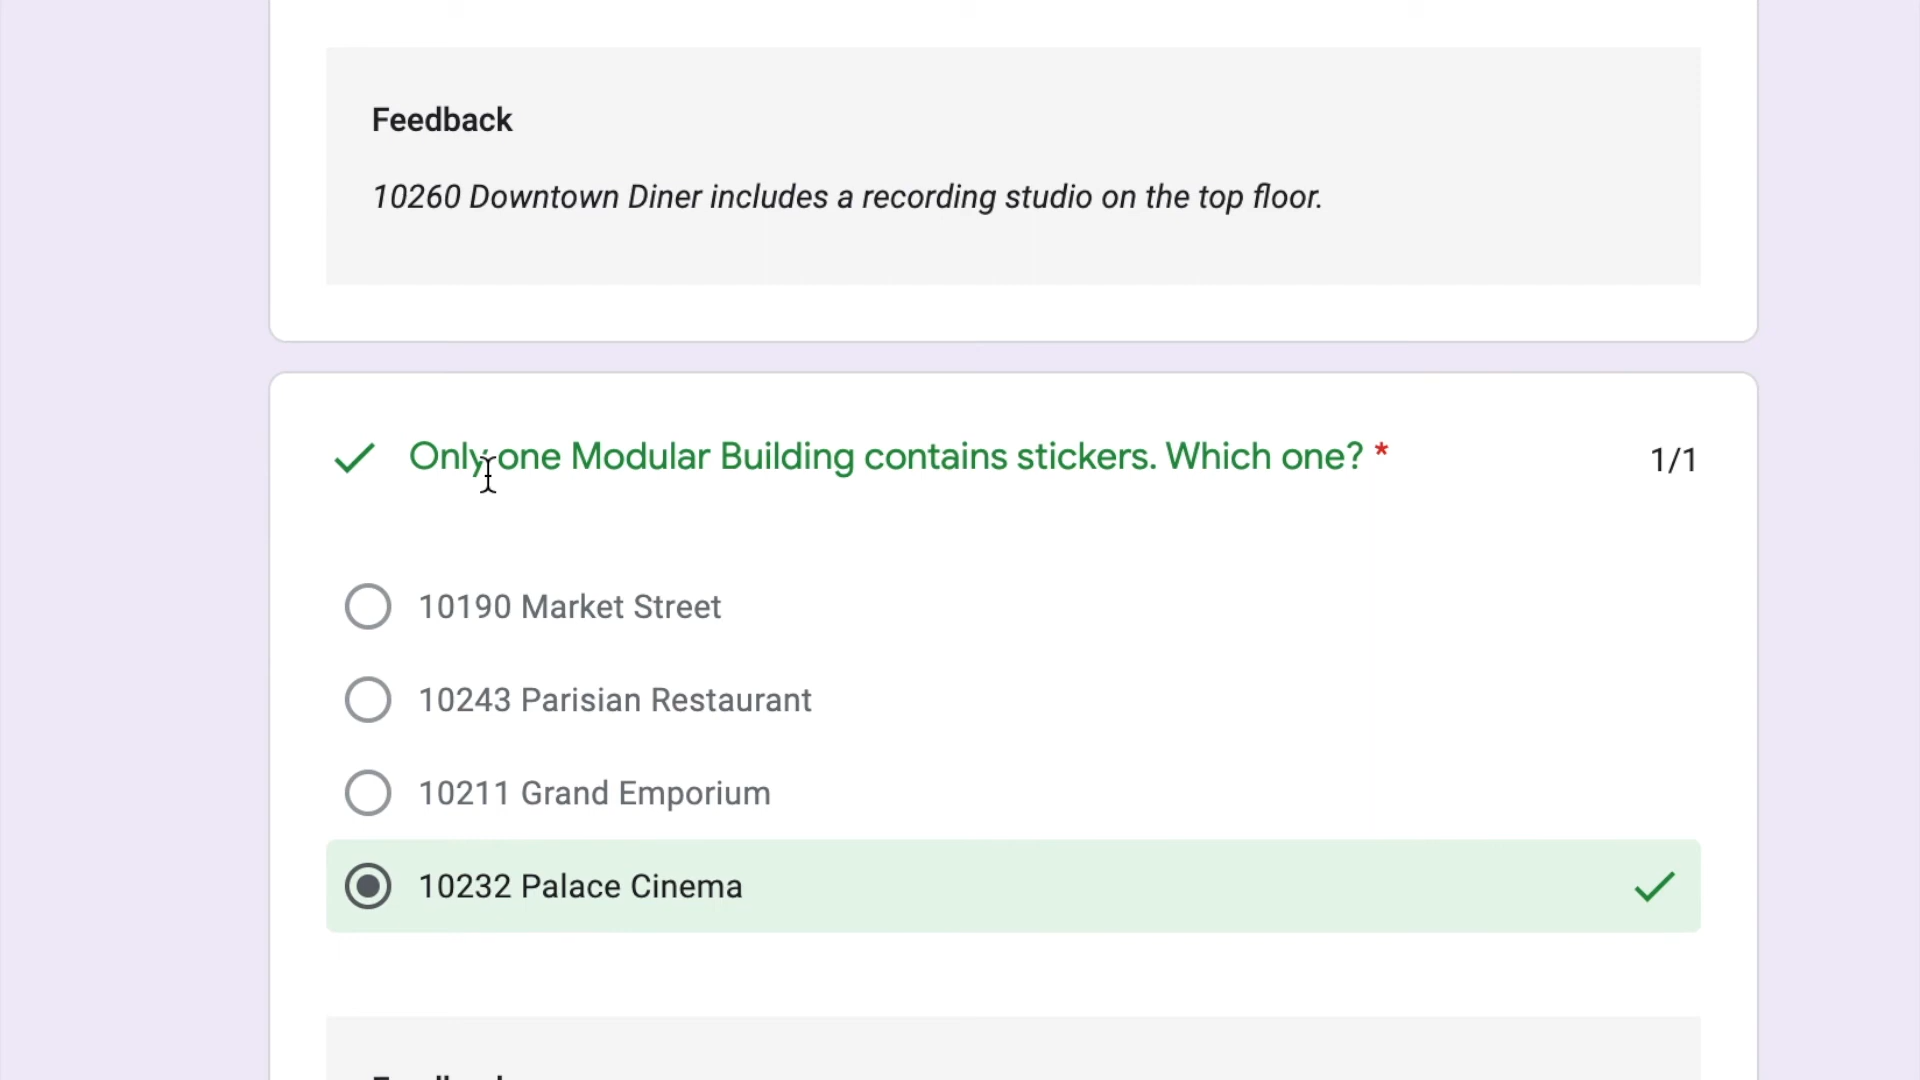 Feedback
10260 Downtown Diner includes a recording studio on the top floor.
Only one Modular Building contains stickers. Which one? *
1/1
10190 Market Street
10243 Parisian Restaurant
10211 Grand Emporium
10232 Palace Cinema